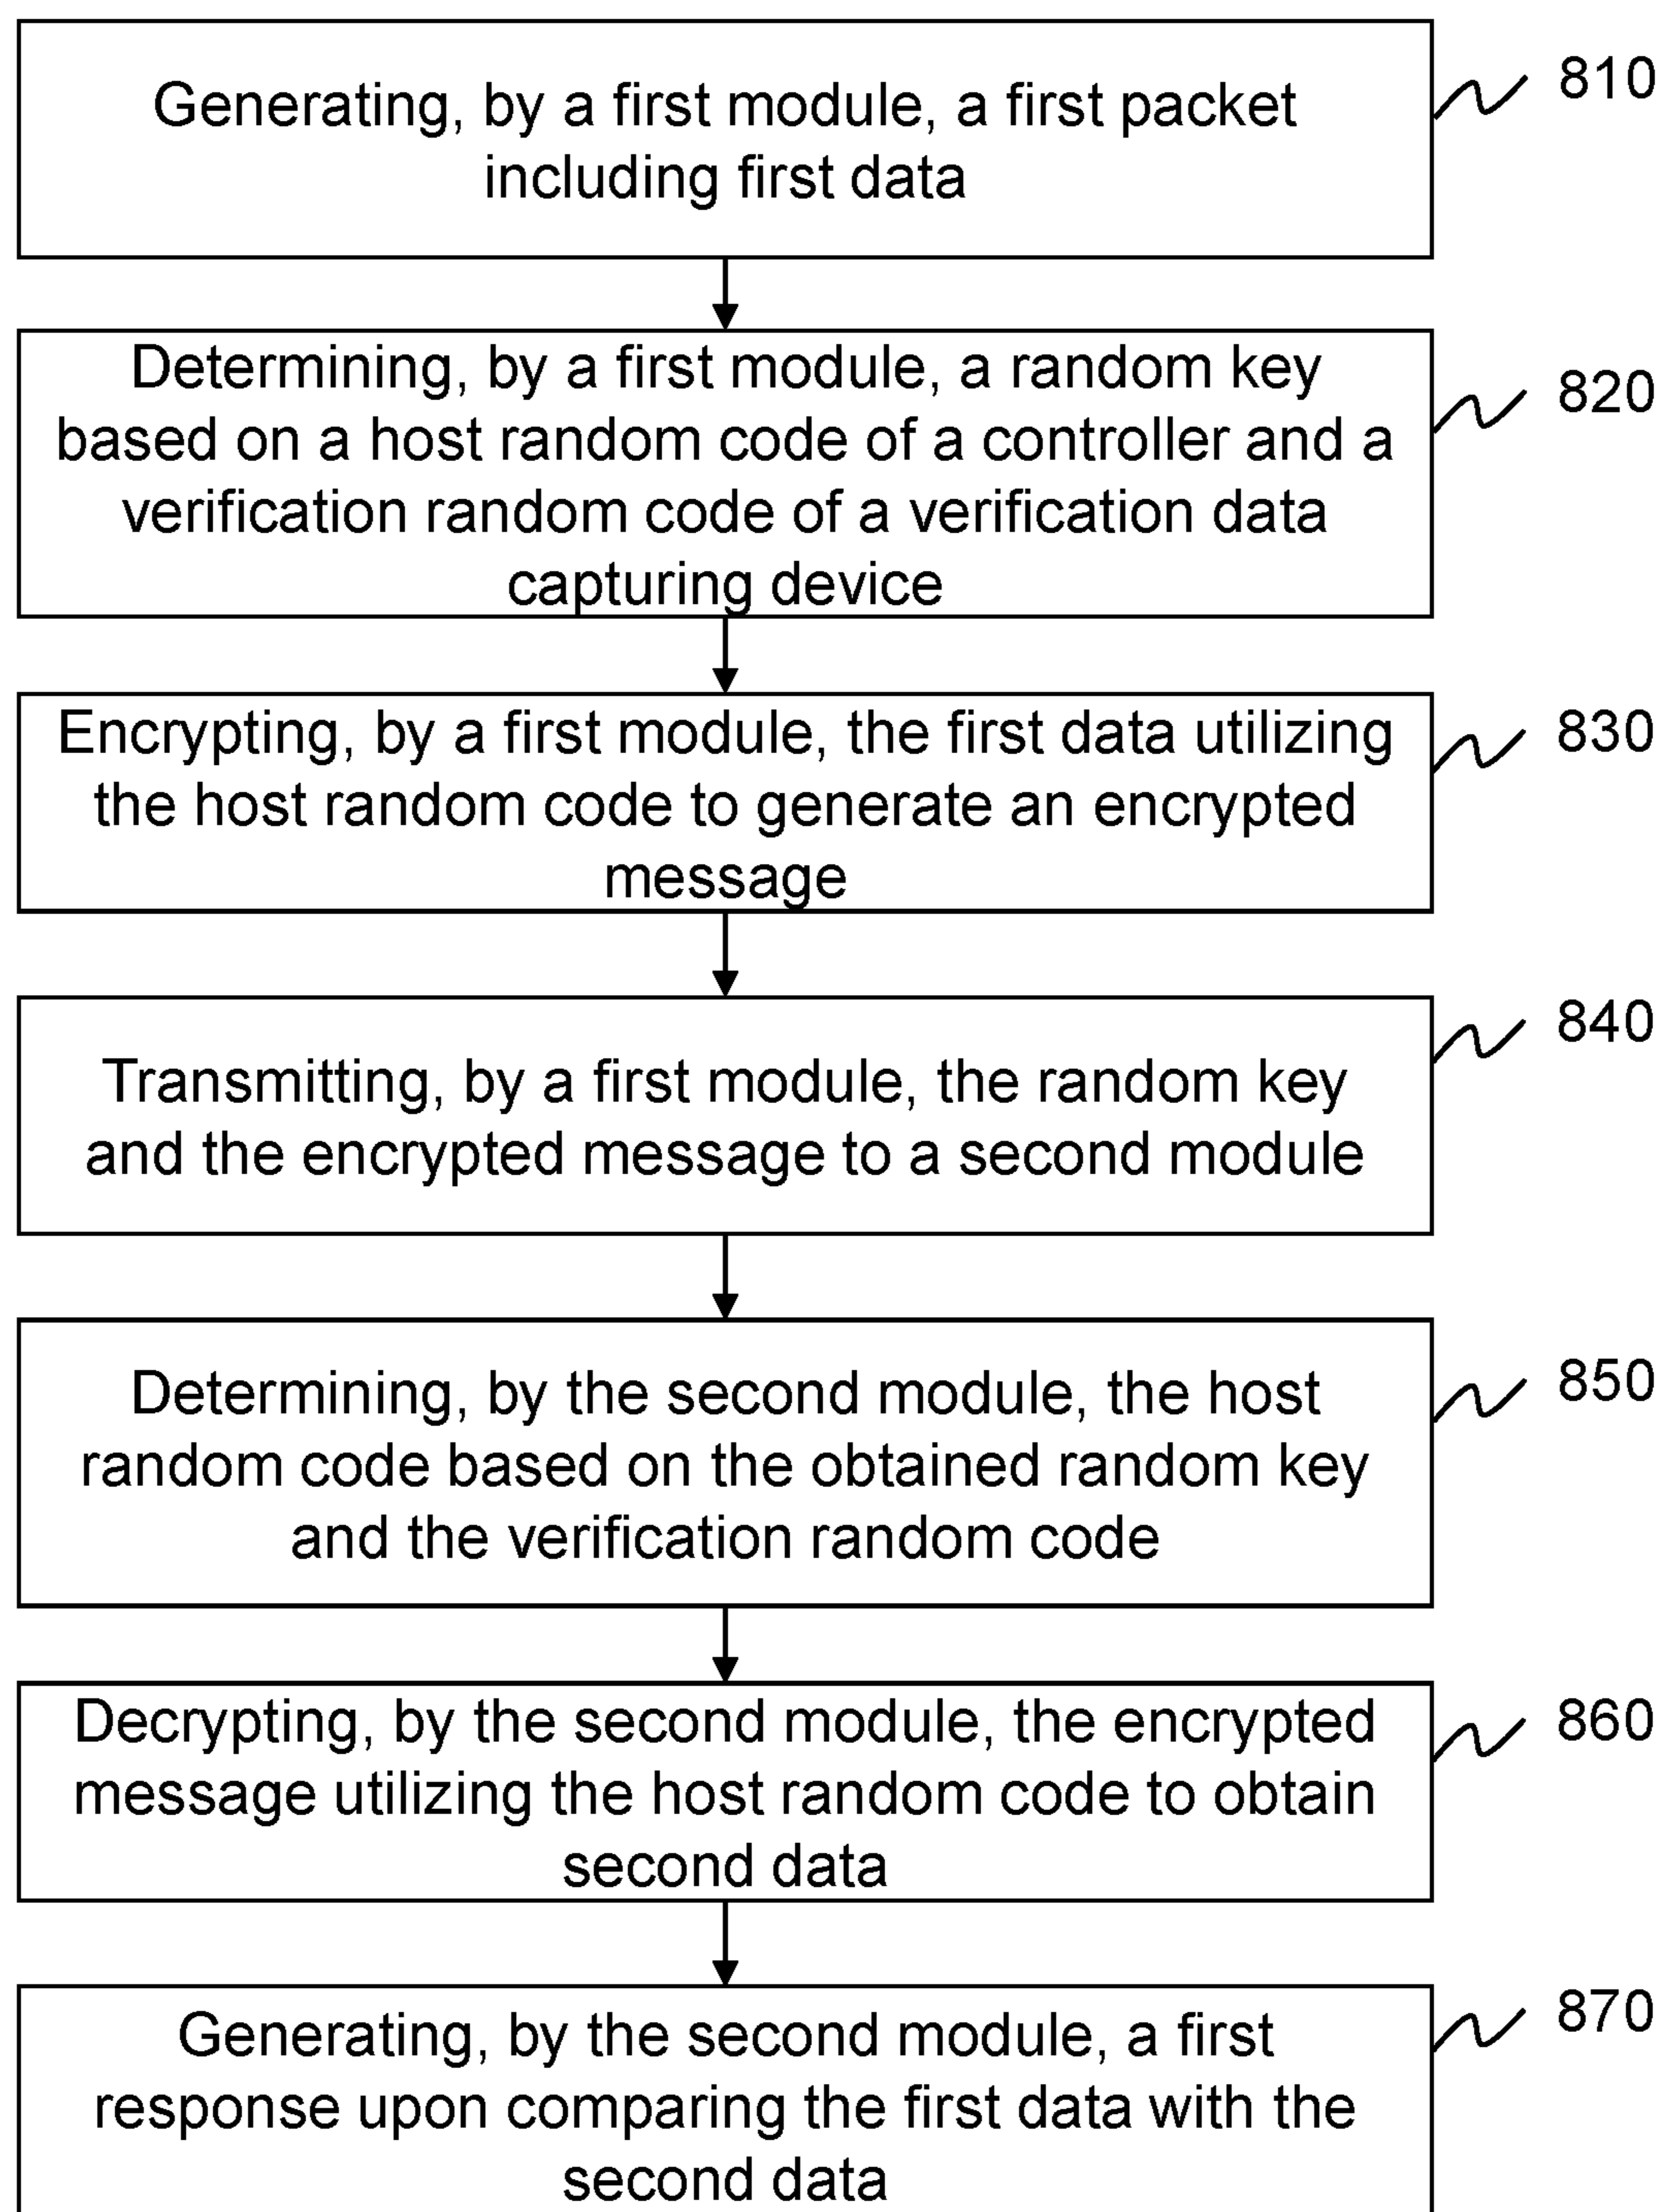 Generating, by a first module, a first packet
including first data
810
Determining, by a first module, a random key
based on a host random code of a controller and a
verification random code of a verification data
capturing device
820
Encrypting, by a first module, the first data utilizing
the host random code to generate an encrypted
message
830
Transmitting, by a first module, the random key
and the encrypted message to a second module
840
Determining, by the second module, the host
random code based on the obtained random key
and the verification random code
850
Decrypting, by the second module, the encrypted
message utilizing the host random code to obtain
second data
860
Generating, by the second module, a first
response upon comparing the first data with the
second data
870